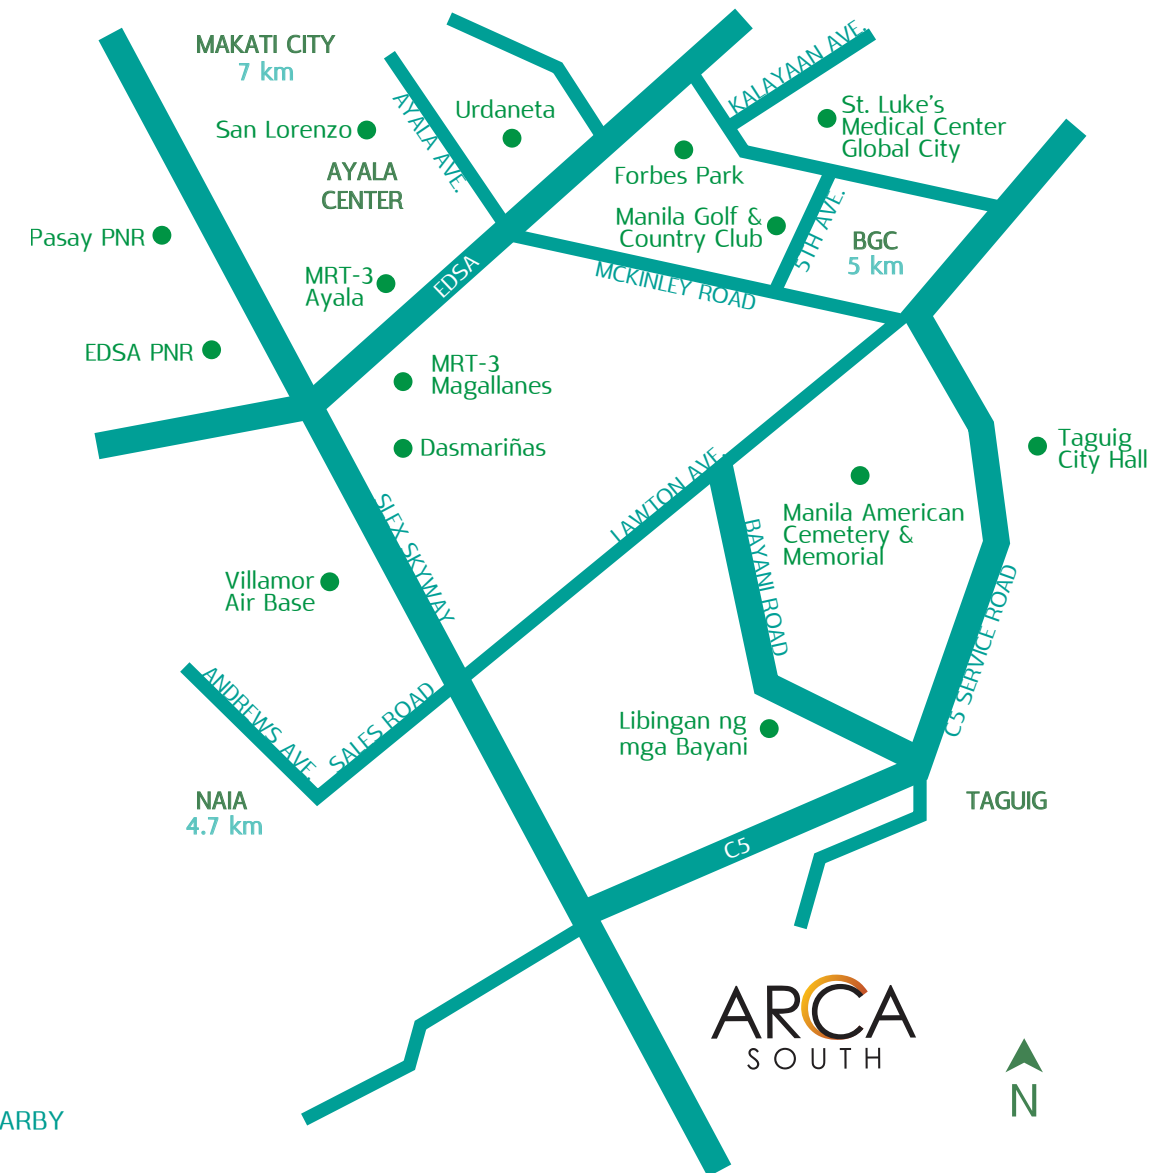 MAKATI CITY
7 km
KALAYAAN AVE.
AYALA AVE.
Urdaneta
St. Luke's
Medical Center
Global City
San Lorenzo
AYALA
CENTER
Forbes Park
Manila Golf &
Country Club
5TH AVE.
BGC
5 km
Pasay PNR
MRT-3
Ayala
EDSA
MCKINLEY ROAD
EDSA PNR
MRT-3
Magallanes
Dasmariñas
Taguig
City Hall
LAWTON AVE.
SLEX SKYWAY
Manila American
Cemetery &
Memorial
BAYANI ROAD
Villamor
Air Base
C5 SERVICE ROAD
ANDREWS AVE.
SALES ROAD
Libingan ng
mga Bayani
NAIA
4.7 km
TAGUIG
C5
ARCA
SOUTH
N
ARBY